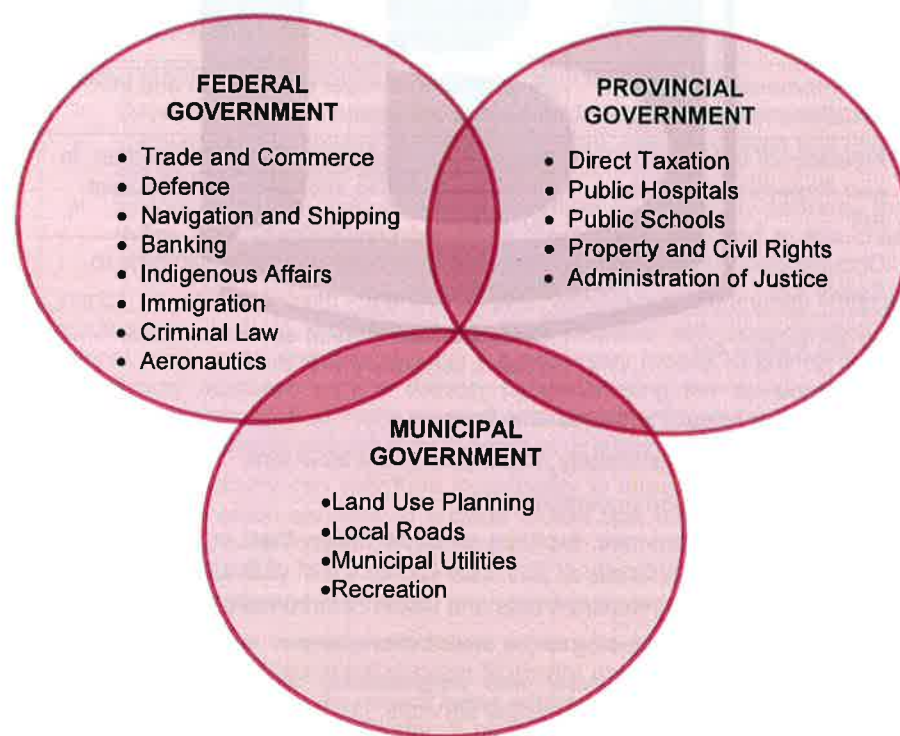 FEDERAL
GOVERNMENT
• Trade and Commerce
• Defence
• Navigation and Shipping
• Banking
• Indigenous Affairs
• Immigration
• Criminal Law
• Aeronautics
PROVINCIAL
GOVERNMENT
• Direct Taxation
• Public Hospitals
• Public Schools
• Property and Civil Rights
• Administration of Justice
MUNICIPAL
GOVERNMENT
•Land Use Planning
•Local Roads
•Municipal Utilities
•Recreation